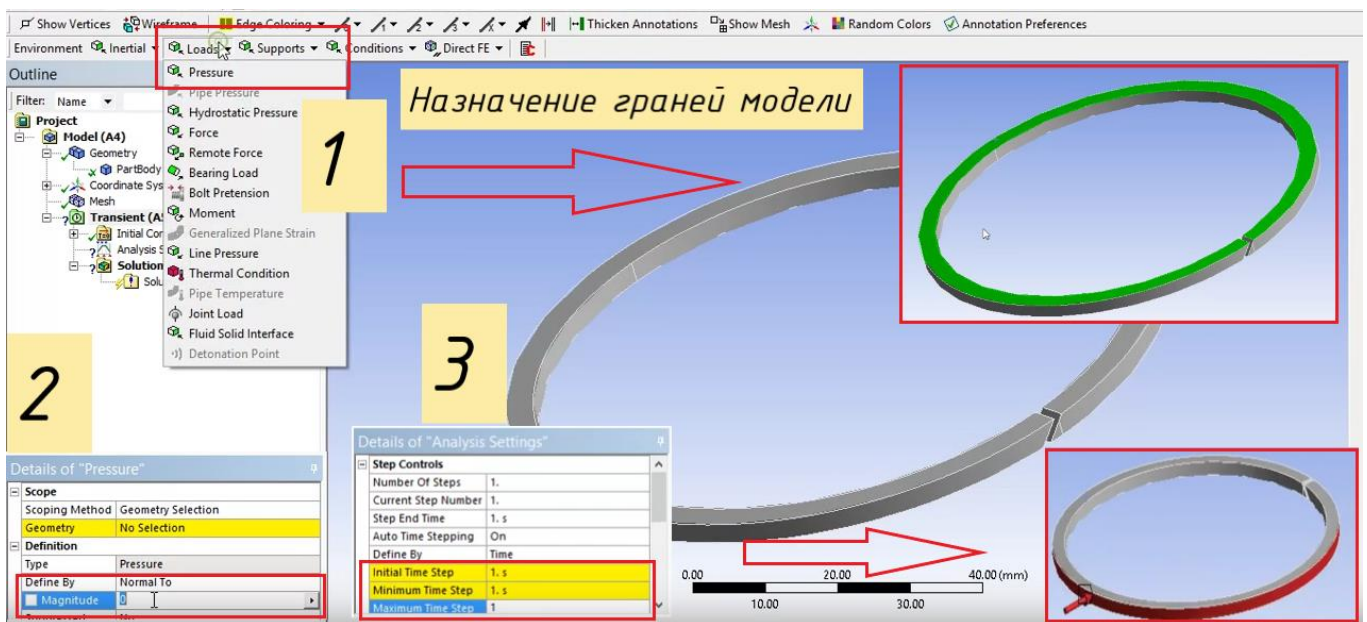 Show Vertices Wireframe Edge Coloring Thicken Annotations Show Mesh Random Colors Annotation Preferences
Environment Inertial Loads Supports Conditions Direct FE
Outline
Filter: Name
Project
Model (A4)
Geometry
PartBody
Coordinate Sys
Mesh
Transient (A5
Initial Con
Analysis S
Solution
Solu
Pressure
Pipe Pressure
Hydrostatic Pressure
Force
Remote Force
Bearing Load
Bolt Pretension
Moment
Generalized Plane Strain
Line Pressure
Thermal Condition
Pipe Temperature
Joint Load
Fluid Solid Interface
Detonation Point
1
Назначение граней модели
2
3
Details of "Pressure"
Scope
Scoping Method Geometry Selection
Geometry No Selection
Definition
Type Pressure
Define By Normal To
Magnitude 0
Details of "Analysis Settings"
Step Controls
Number Of Steps 1.
Current Step Number 1.
Step End Time 1. s
Auto Time Stepping On
Define By Time
Initial Time Step 1. s
Minimum Time Step 1. s
Maximum Time Step 1
0.00 20.00 40.00 (mm)
10.00 30.00